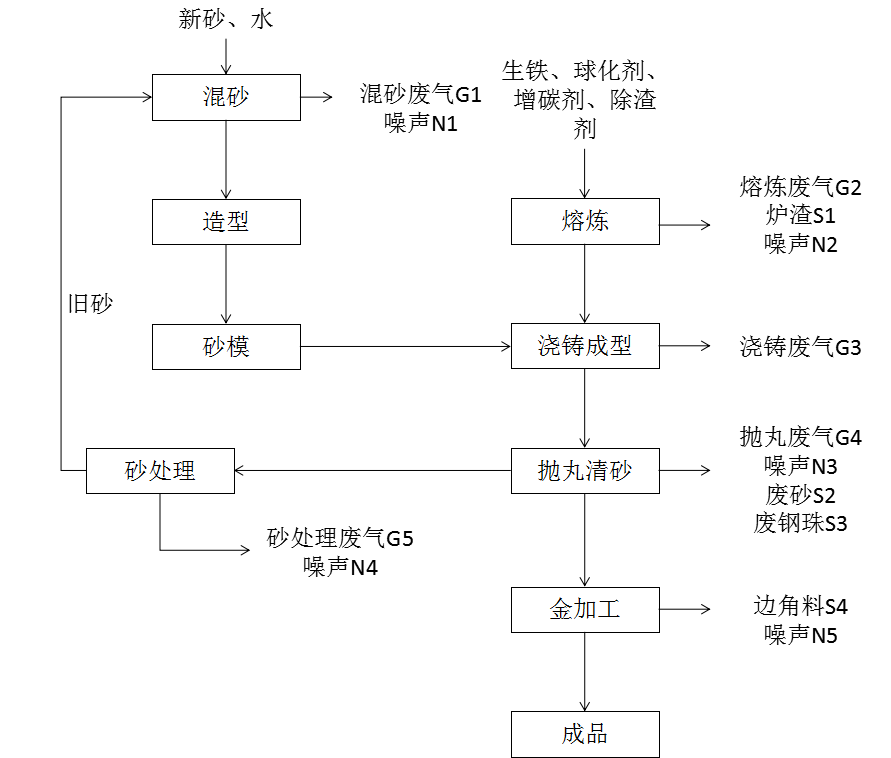 新砂、水
混砂
混砂废气G1
噪声N1
生铁、球化剂、
增碳剂、除渣
剂
造型
熔炼
熔炼废气G2
炉渣S1
噪声N2
旧砂
砂模
浇铸成型
浇铸废气G3
砂处理
抛丸清砂
抛丸废气G4
噪声N3
废砂S2
废钢珠S3
砂处理废气G5
噪声N4
金加工
边角料S4
噪声N5
成品